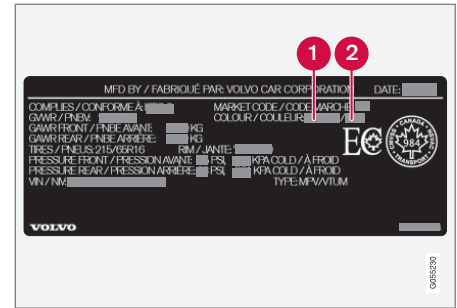 1 2
MFD BY / FABRIQUÉ PAR: VOLVO CAR CORPORATION DATE:
COMPLIES / CONFORME À: MARKET CODE / CODE MARCHÉ
GVWR / PNBV: COLOUR / COULEUR: /
GAWR FRONT / PNBE AVANT: KG
GAWR REAR / PNBE ARRIERE: KG
TIRES / PNEUS: 215/65R16 RIM / JANTE:
PRESSURE FRONT / PRESSION AVANT: PSI, KPA COLD / À FROID
PRESSURE REAR / PRESSION ARRIERE: PSI, KPA COLD / À FROID
VIN / NIV: TYPE: MPV/VTUM
EC
CANADA
984
TRANSPORT
VOLVO
G055230